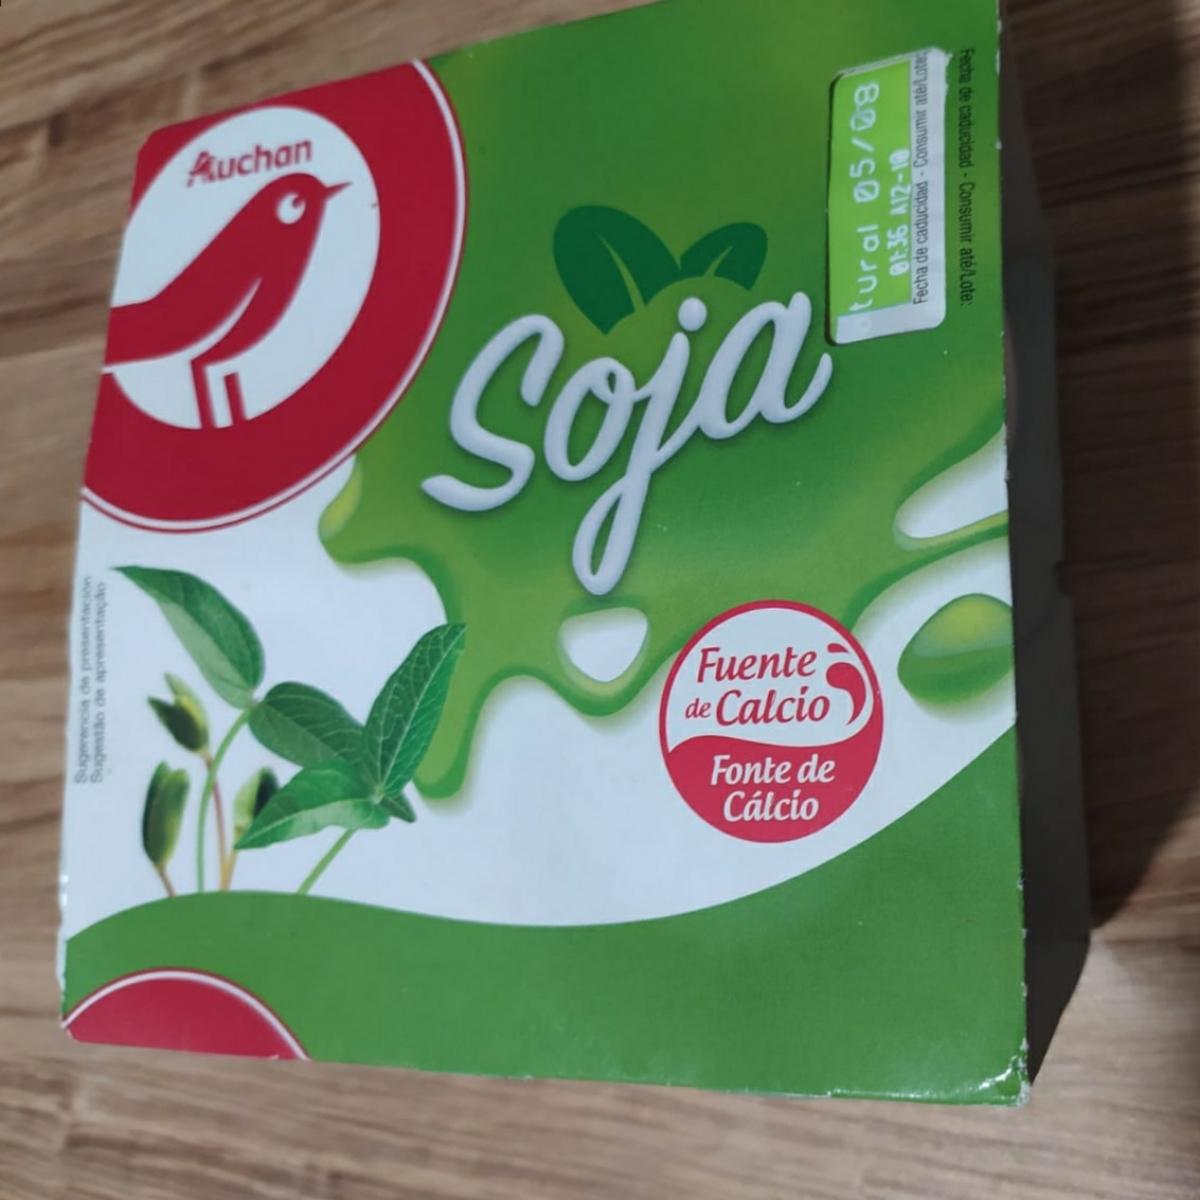 Auchan
Soja
tural 05/08
01:36 A12-10
Fecha de caducidad - Consumir até/Lote:
Fecha de caducidad - Consumir até/Lote:
Fuente
de Calcio
Fonte de
Cálcio
Sugerencia de presentación
Sugestão de apresentação